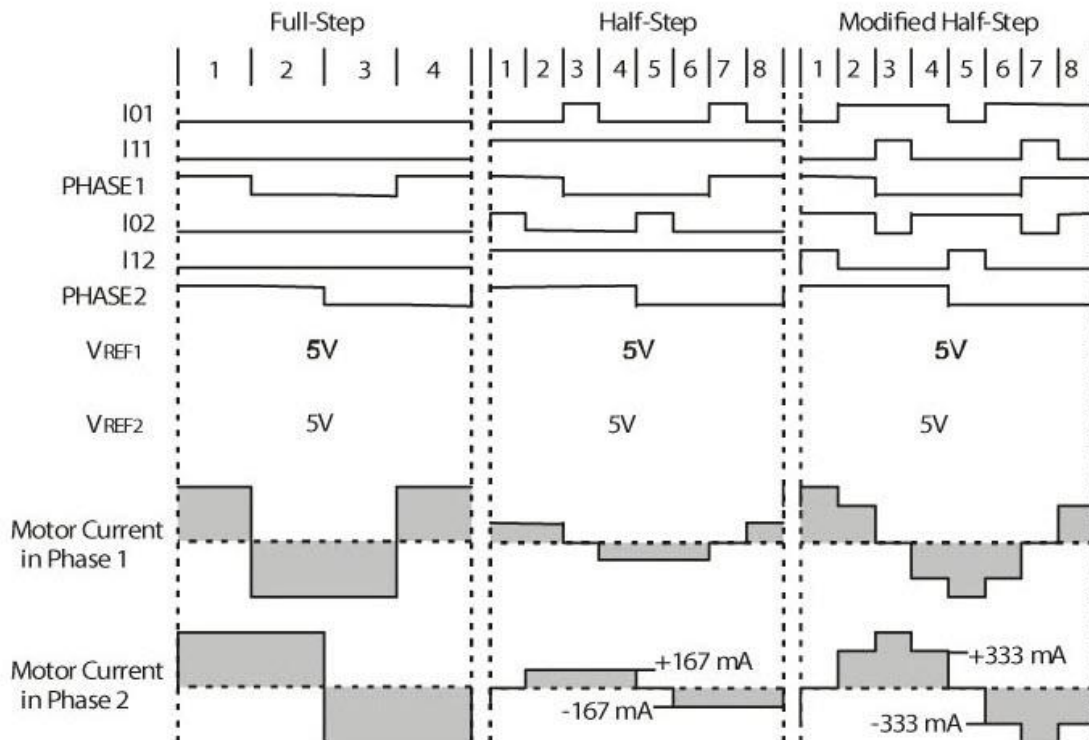 Full-Step Half-Step Modified Half-Step
1 2 3 4 1 2 3 4 5 6 7 8 1 2 3 4 5 6 7 8
I01
I11
PHASE1
I02
I12
PHASE2
VREF1 5V 5V 5V
VREF2 5V 5V 5V
Motor Current
in Phase 1
Motor Current
in Phase 2
+167 mA
-167 mA
+333 mA
-333 mA